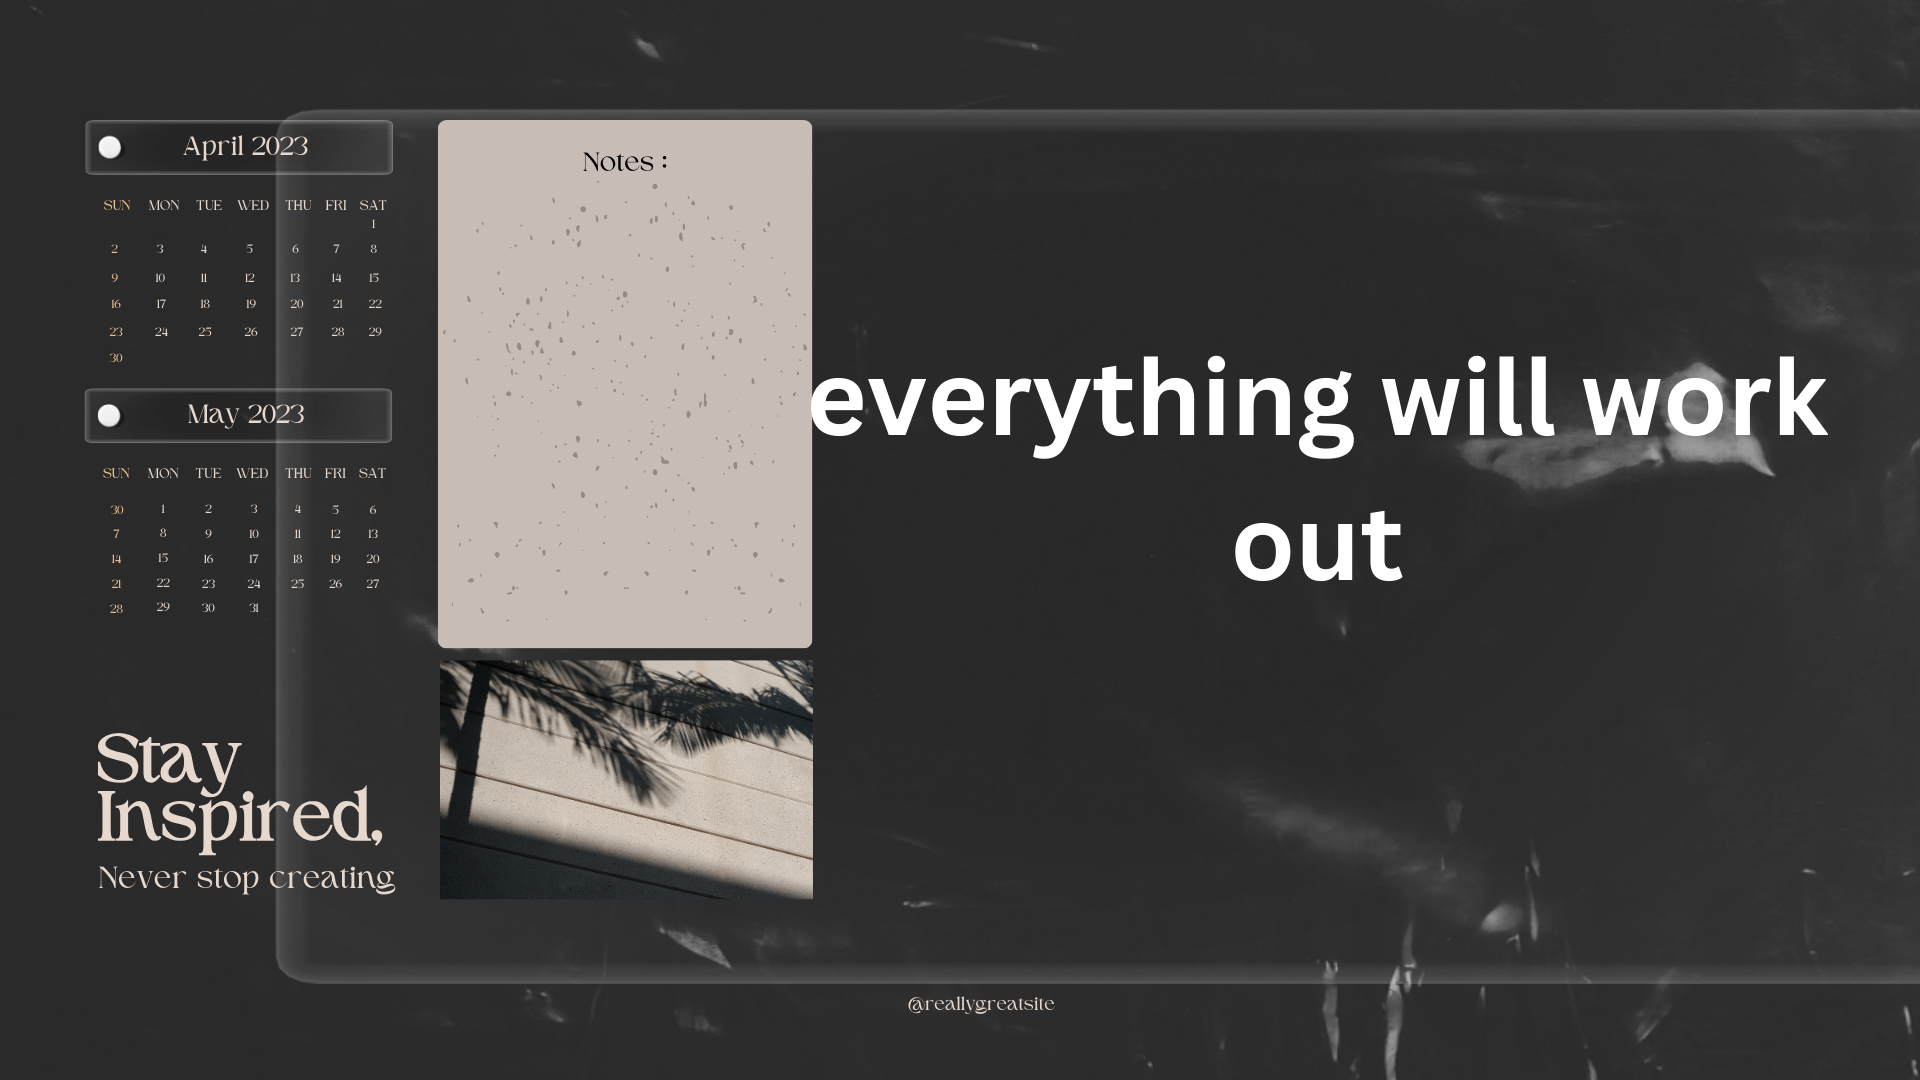 April 2023
SUN MON TUE WED THU FRI SAT
1
2 3 4 5 6 7 8
9 10 11 12 13 14 15
16 17 18 19 20 21 22
23 24 25 26 27 28 29
30
May 2023
SUN MON TUE WED THU FRI SAT
30 1 2 3 4 5 6
7 8 9 10 11 12 13
14 15 16 17 18 19 20
21 22 23 24 25 26 27
28 29 30 31
Stay
Inspired,
Never stop creating
Notes :
everything will work
out
@reallygreatsite